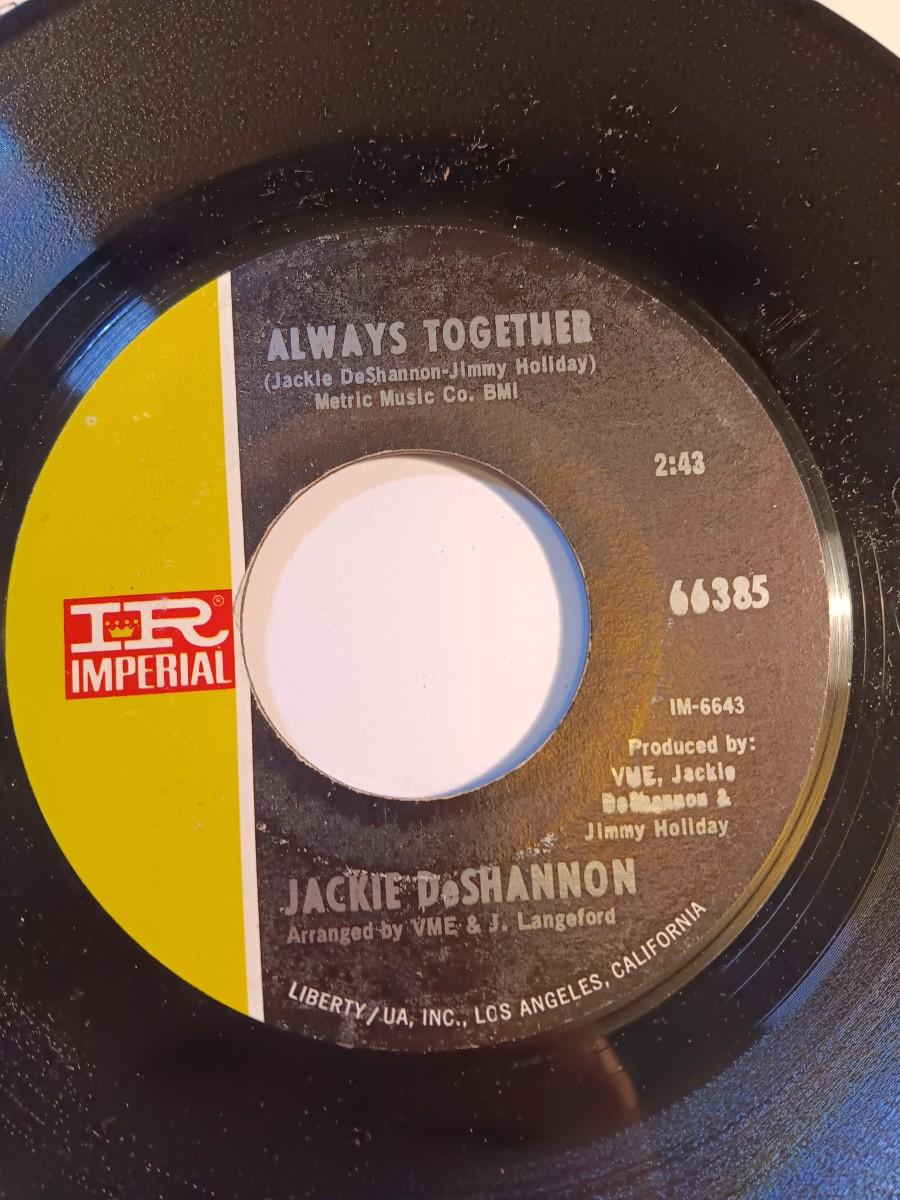 ALWAYS TOGETHER
(Jackie DeShannon-Jimmy Holiday)
Metric Music Co. BMI
2:43
66385
IR®
IMPERIAL
IM-6643
Produced by:
VME, Jackie
DeShannon &
Jimmy Holiday
JACKIE DeSHANNON
Arranged by VME & J. Langeford
LIBERTY/UA, INC., LOS ANGELES, CALIFORNIA